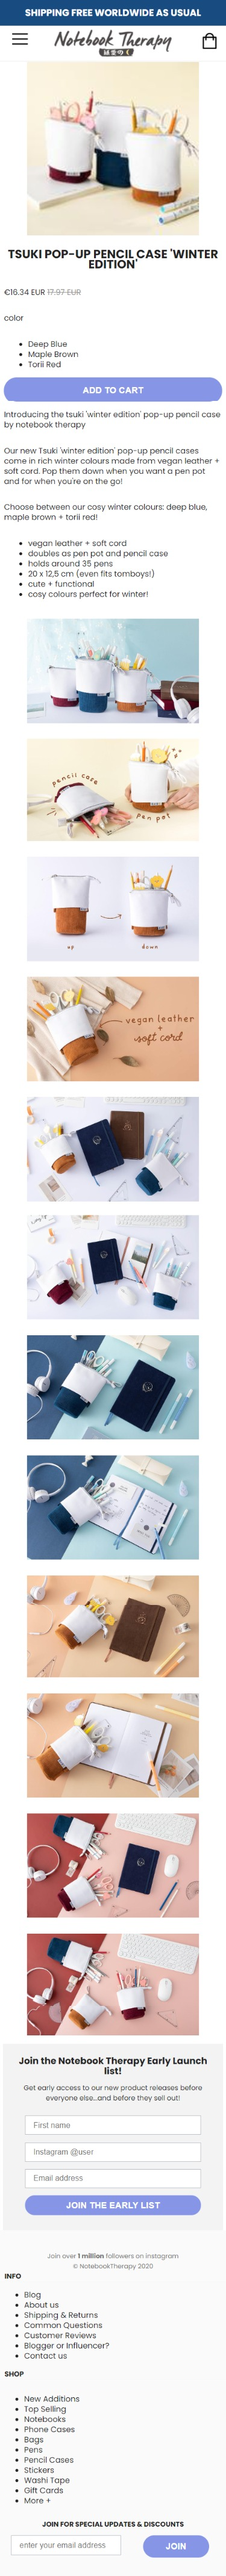 SHIPPING FREE WORLDWIDE AS USUAL
Notebook Therapy
TSUKI POP-UP PENCIL CASE 'WINTER
EDITION'
€16.34 EUR 17.97 EUR
color
Deep Blue
Maple Brown
Torii Red
ADD TO CART
Introducing the tsuki 'winter edition' pop-up pencil case
by notebook therapy
Our new Tsuki 'winter edition' pop-up pencil cases
come in rich winter colours made from vegan leather +
soft cord. Pop them down when you want a pen pot
and for when you're on the go!
Choose between our cosy winter colours: deep blue,
maple brown + torii red!
vegan leather + soft cord
doubles as pen pot and pencil case
holds around 35 pens
20 x 12,5 cm (even fits tomboys!)
cute + functional
cosy colours perfect for winter!
pencil case
pen pot
up
down
vegan leather
+
soft cord
Join the Notebook Therapy Early Launch
list!
Get early access to our new product releases before
everyone else...and before they sell out!
First name
Instagram @user
Email address
JOIN THE EARLY LIST
Join over 1 million followers on instagram
© NotebookTherapy 2020
INFO
Blog
About us
Shipping & Returns
Common Questions
Customer Reviews
Blogger or Influencer?
Contact us
SHOP
New Additions
Top Selling
Notebooks
Phone Cases
Bags
Pens
Pencil Cases
Stickers
Washi Tape
Gift Cards
More +
JOIN FOR SPECIAL UPDATES & DISCOUNTS
enter your email address
JOIN